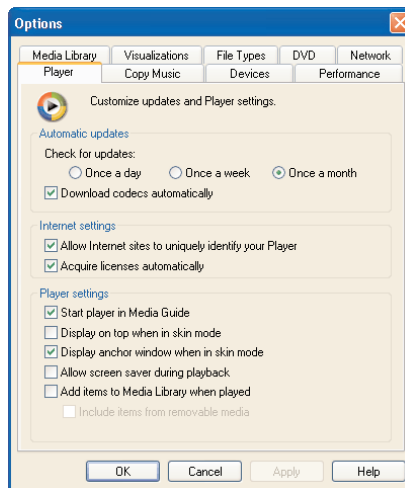 Options
Media Library Visualizations File Types DVD Network
Player Copy Music Devices Performance
Customize updates and Player settings.
Automatic updates
Check for updates:
Once a day Once a week Once a month
Download codecs automatically
Internet settings
Allow Internet sites to uniquely identify your Player
Acquire licenses automatically
Player settings
Start player in Media Guide
Display on top when in skin mode
Display anchor window when in skin mode
Allow screen saver during playback
Add items to Media Library when played
Include items from removable media
OK Cancel Apply Help